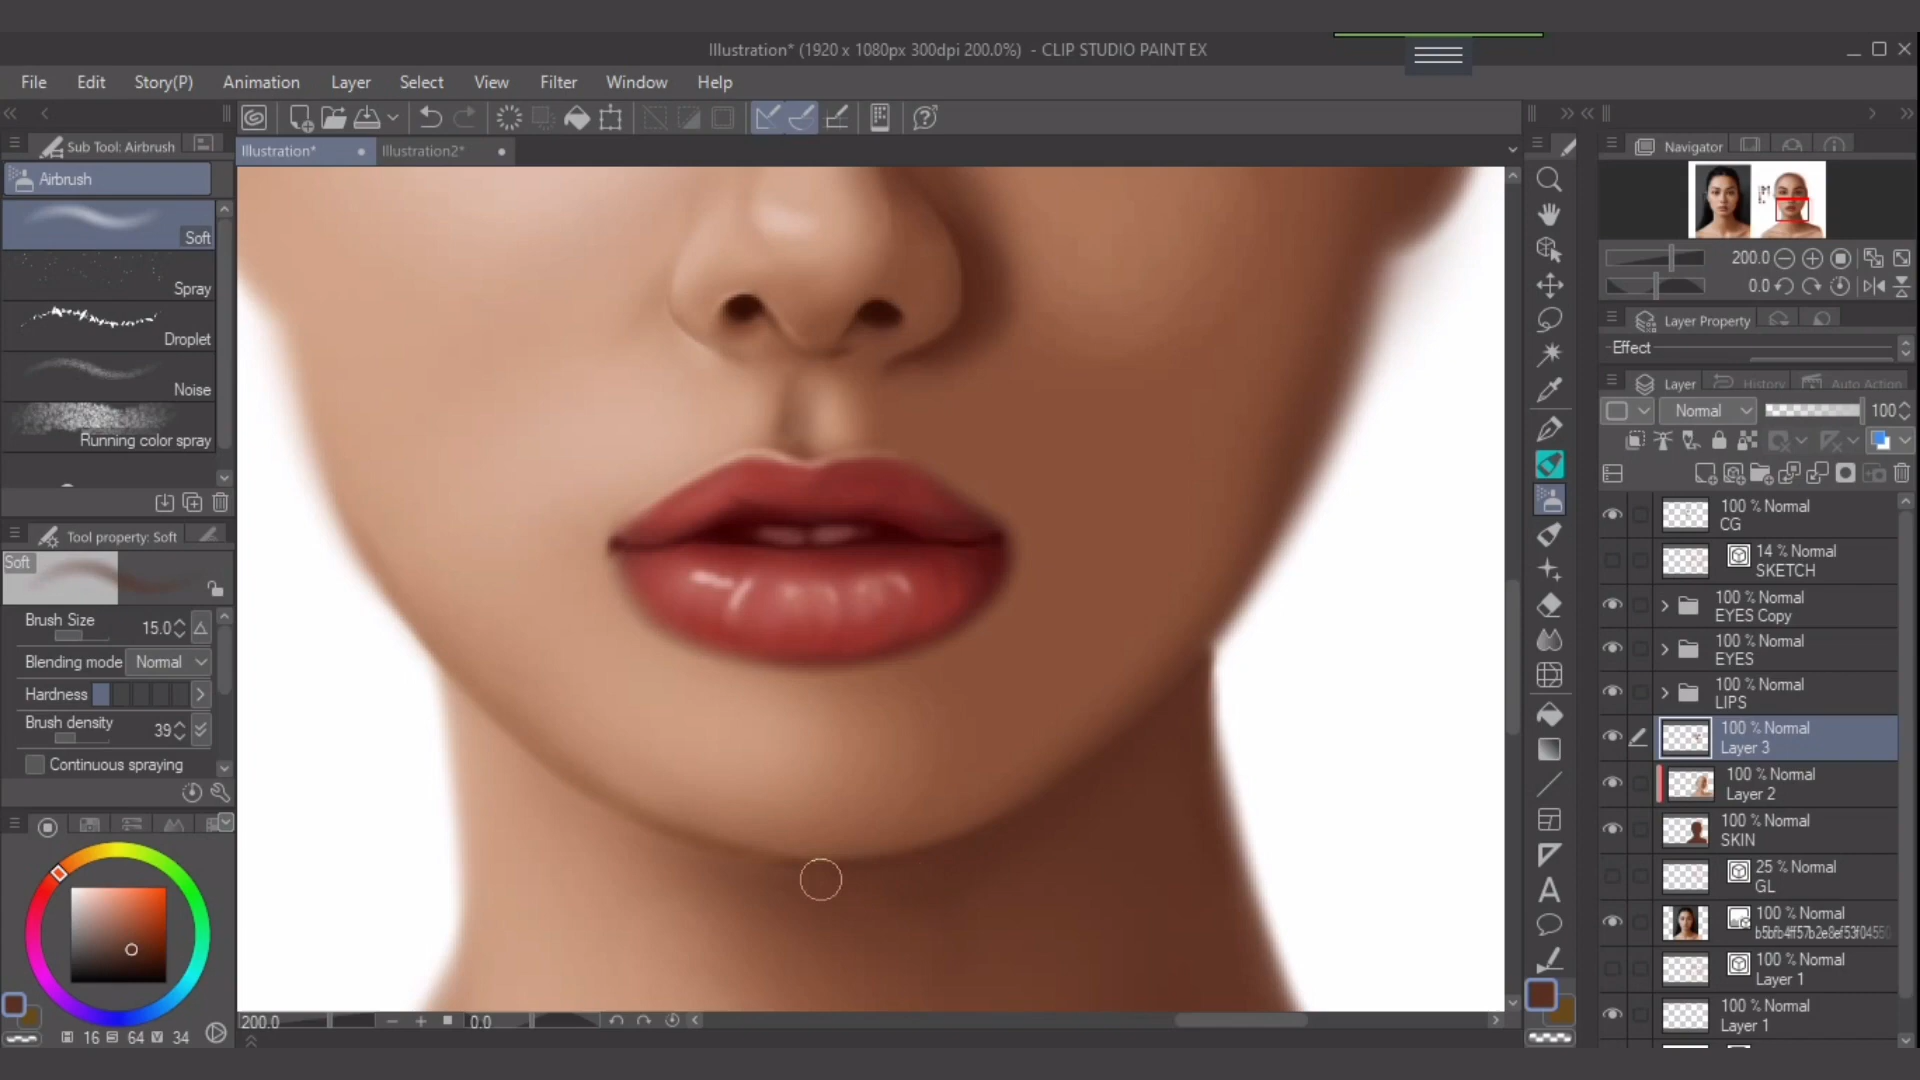 Illustration* (1920 x 1080px 300dpi 200.0%) - CLIP STUDIO PAINT EX
File Edit Story(P) Animation Layer Select View Filter Window Help
Sub Tool: Airbrush
Illustration* Illustration2*
Airbrush
Soft
Spray
Droplet
Noise
Running color spray
Tool property: Soft
Soft
Brush Size 15.0
Blending mode Normal
Hardness
Brush density 39
Continuous spraying
16 64 34
200.0 0.0
Navigator
200.0
0.0
Layer Property
Effect
Layer History Auto Action
Normal 100
100 % Normal
CG
14 % Normal
SKETCH
100 % Normal
EYES Copy
100 % Normal
EYES
100 % Normal
LIPS
100 % Normal
Layer 3
100 % Normal
Layer 2
100 % Normal
SKIN
25 % Normal
GL
100 % Normal
100 % Normal
Layer 1
100 % Normal
Layer 1